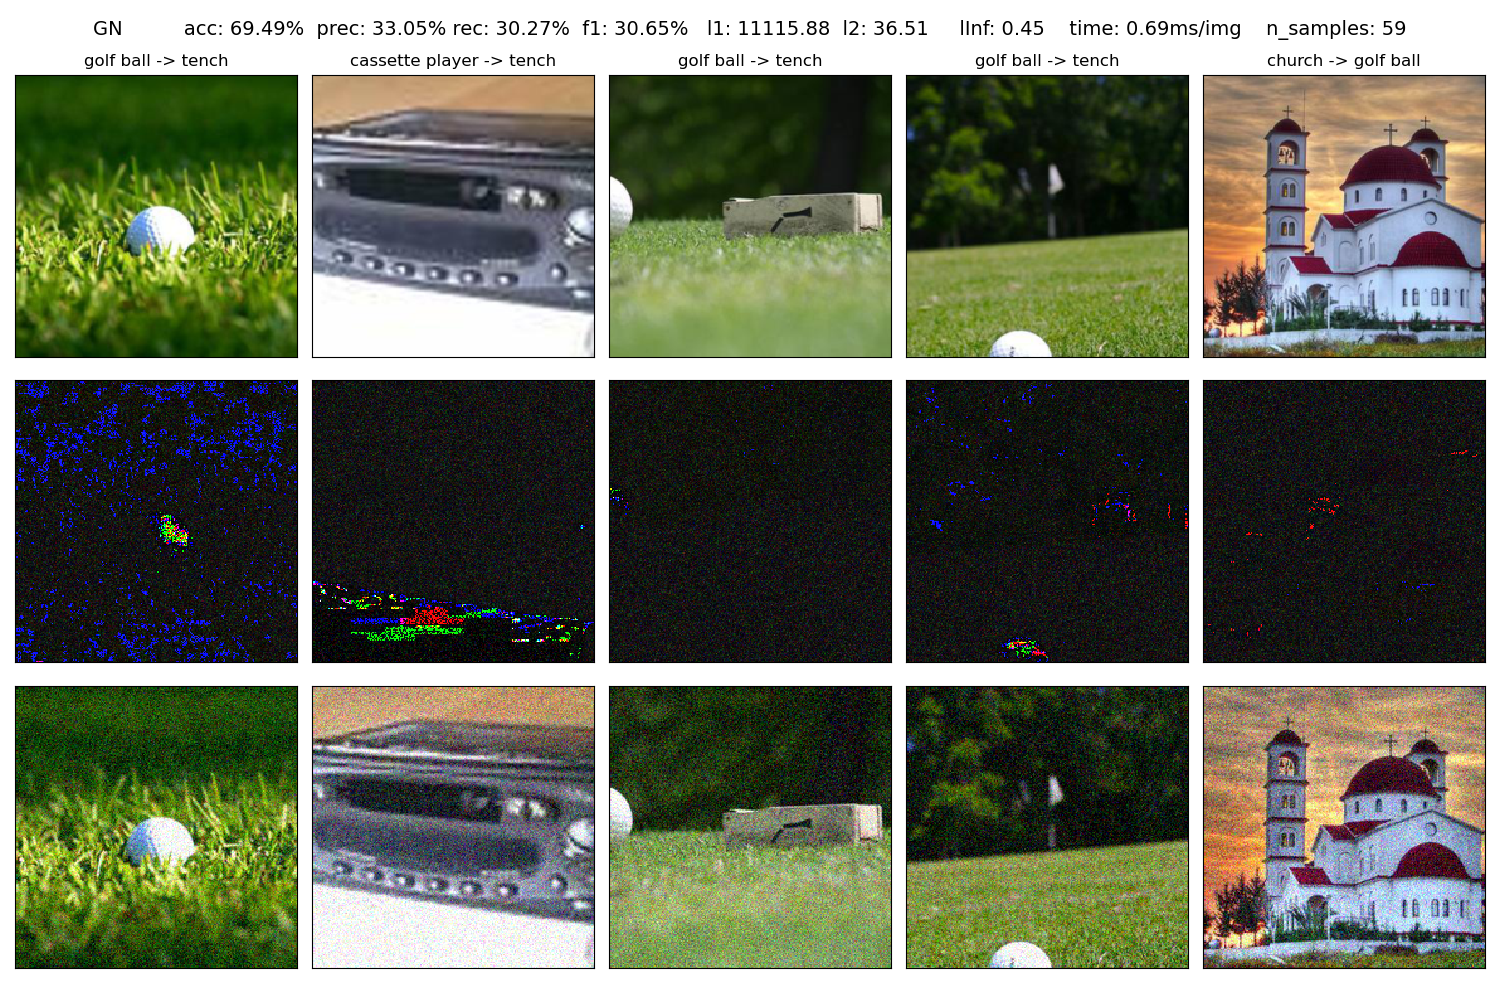 GN acc: 69.49% prec: 33.05% rec: 30.27% f1: 30.65% l1: 11115.88 l2: 36.51 lInf: 0.45 time: 0.69ms/img n_samples: 59
golf ball -> tench cassette player -> tench golf ball -> tench golf ball -> tench church -> golf ball